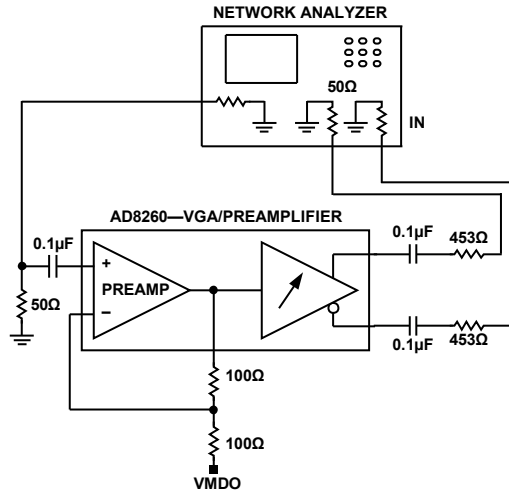 NETWORK ANALYZER
50Ω
IN
AD8260—VGA/PREAMPLIFIER
0.1µF
0.1µF
453Ω
+
PREAMP
–
50Ω
0.1µF
453Ω
100Ω
100Ω
VMDO